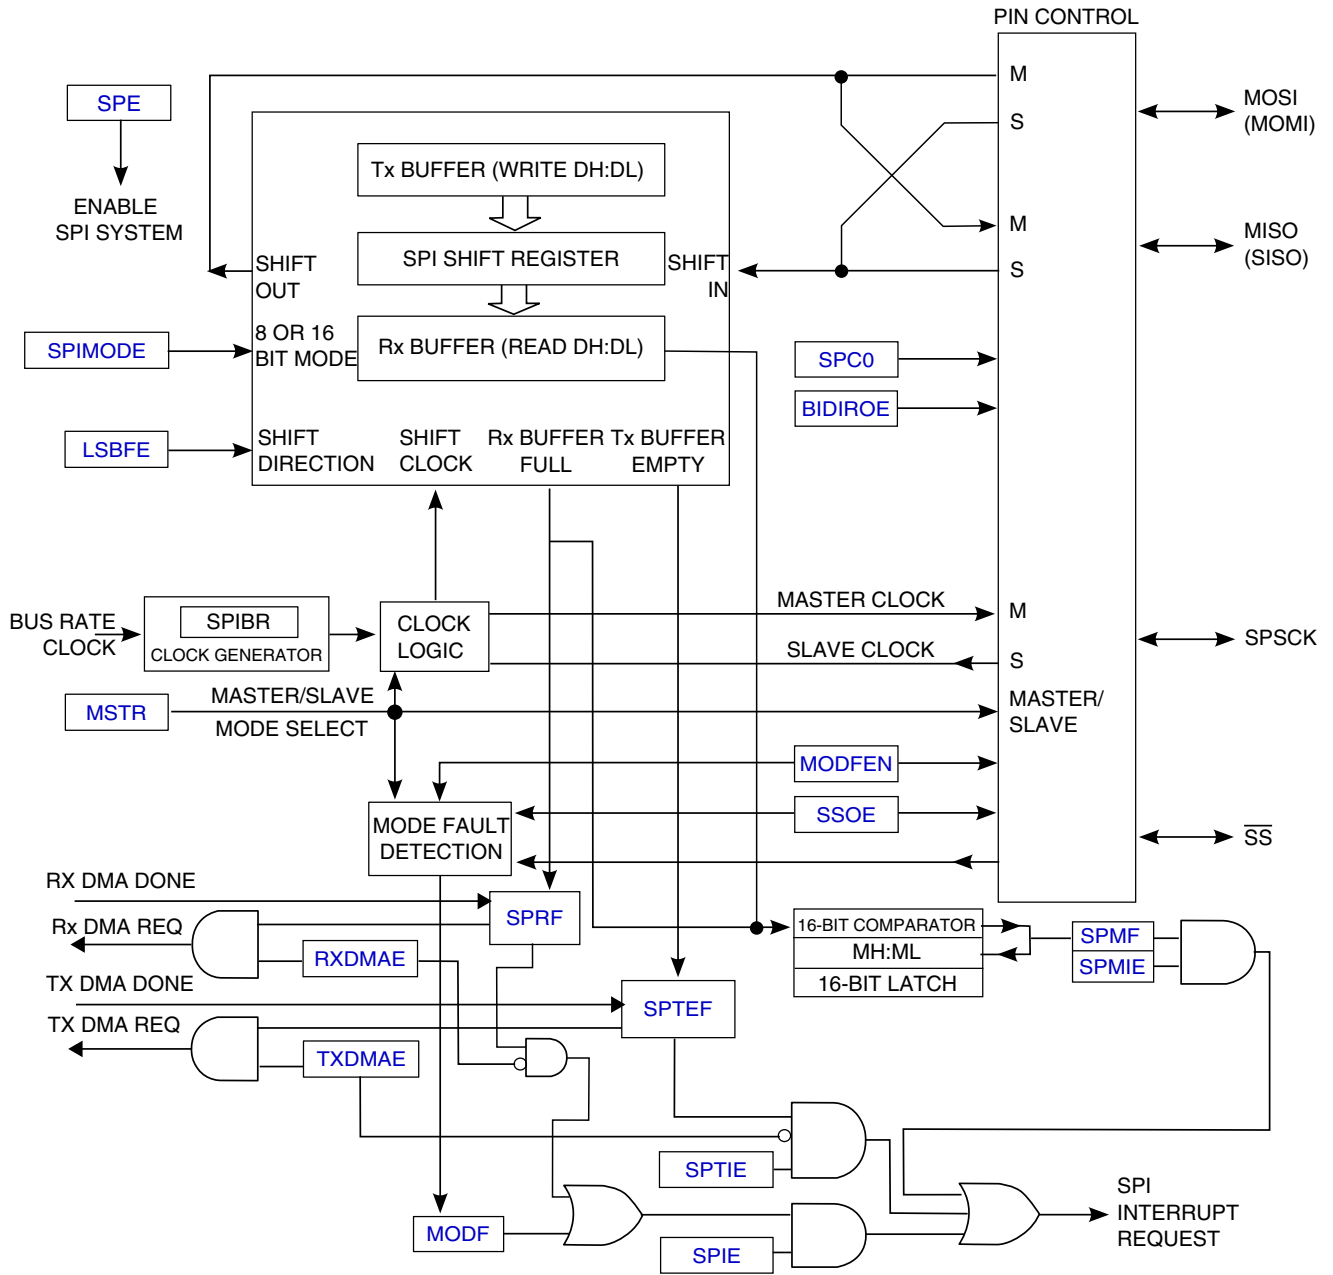 PIN CONTROL
M
SPE
MOSI
(MOMI)
S
Tx BUFFER (WRITE DH:DL)
ENABLE
SPI SYSTEM
M
MISO
(SISO)
SPI SHIFT REGISTER
SHIFT
OUT
SHIFT
IN
S
8 OR 16
BIT MODE
SPIMODE
Rx BUFFER (READ DH:DL)
SPC0
BIDIROE
LSBFE
SHIFT
DIRECTION
SHIFT
CLOCK
Rx BUFFER
FULL
Tx BUFFER
EMPTY
BUS RATE
CLOCK
SPIBR
CLOCK GENERATOR
CLOCK
LOGIC
MASTER CLOCK
M
SLAVE CLOCK
S
SPSCK
MSTR
MASTER/SLAVE
MODE SELECT
MASTER/
SLAVE
MODFEN
SSOE
MODE FAULT
DETECTION
SS
RX DMA DONE
SPRF
Rx DMA REQ
RXDMAE
16-BIT COMPARATOR
MH:ML
16-BIT LATCH
SPMF
SPMIE
TX DMA DONE
SPTEF
TX DMA REQ
TXDMAE
SPTIE
MODF
SPIE
SPI
INTERRUPT
REQUEST